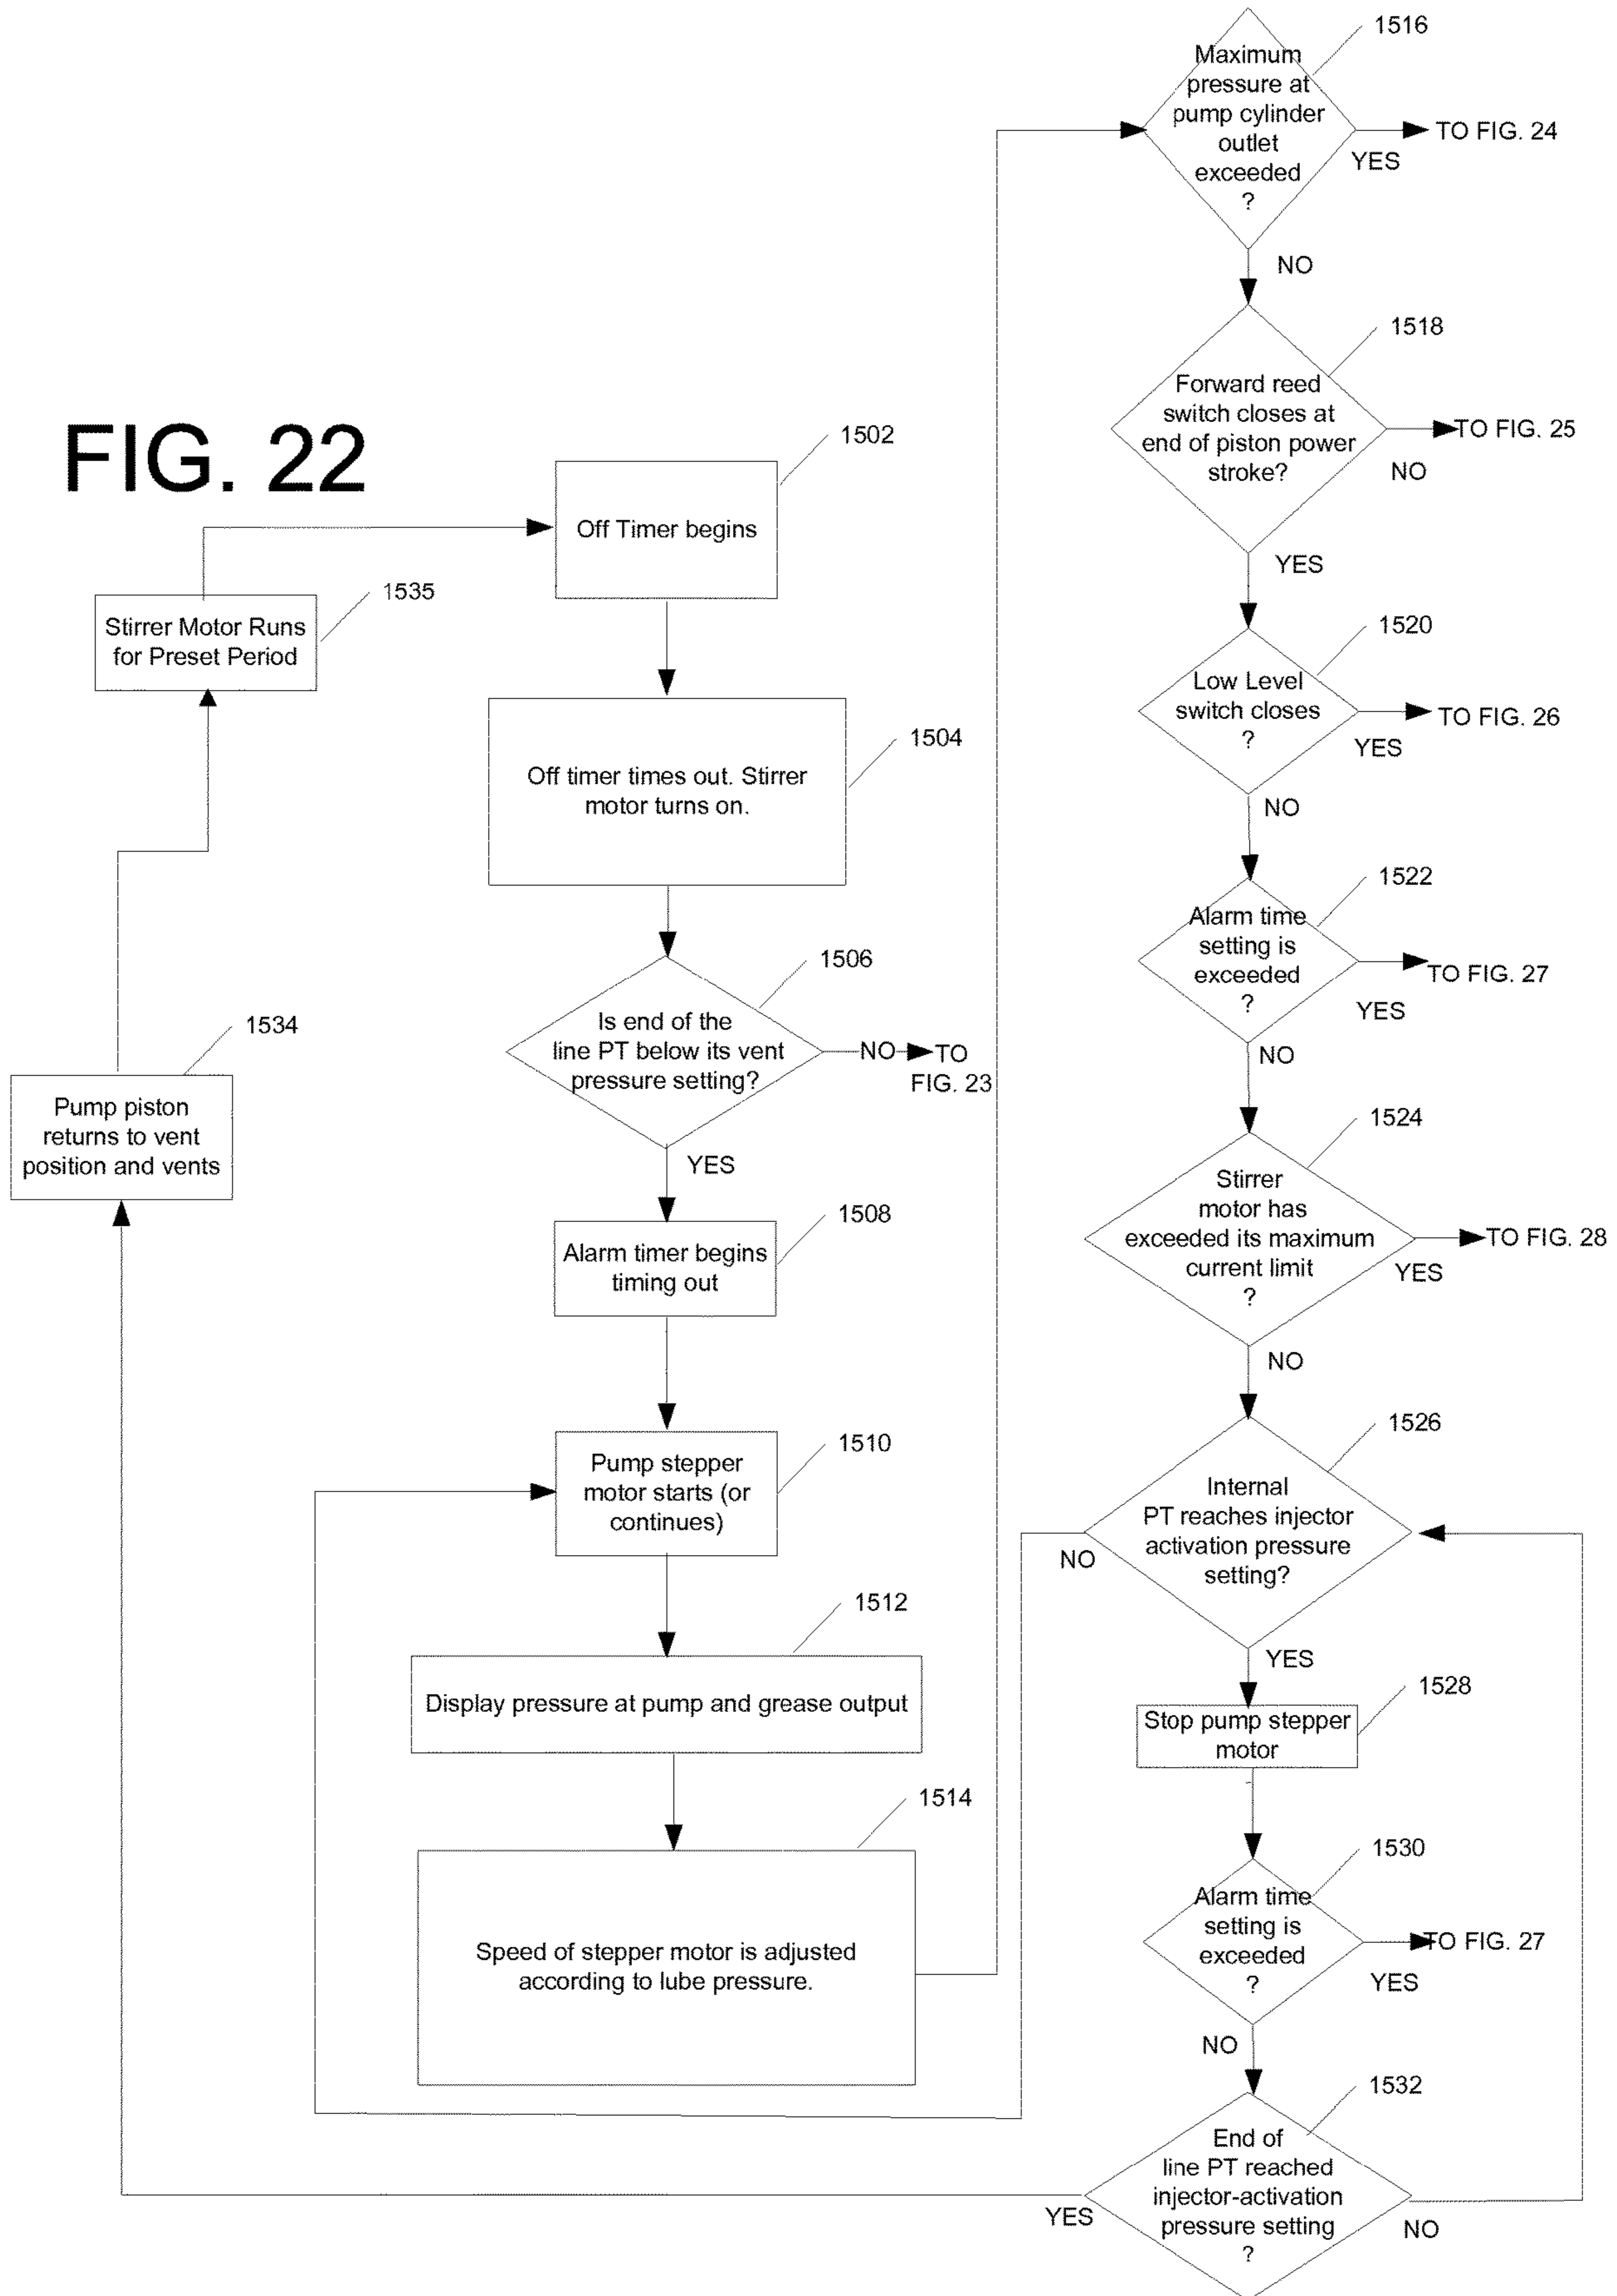 FIG. 22
1502
Off Timer begins
1535
Stirrer Motor Runs
for Preset Period
1504
Off timer times out. Stirrer
motor turns on.
1506
Is end of the
line PT below its vent
pressure setting?
NO
TO
FIG. 23
YES
1534
Pump piston
returns to vent
position and vents
1508
Alarm timer begins
timing out
1510
Pump stepper
motor starts (or
continues)
1512
Display pressure at pump and grease output
1514
Speed of stepper motor is adjusted
according to lube pressure.
1516
Maximum
pressure at
pump cylinder
outlet
exceeded
?
TO FIG. 24
YES
NO
1518
Forward reed
switch closes at
end of piston power
stroke?
TO FIG. 25
NO
YES
1520
Low Level
switch closes
?
TO FIG. 26
YES
NO
1522
Alarm time
setting is
exceeded
?
TO FIG. 27
YES
NO
1524
Stirrer
motor has
exceeded its maximum
current limit
?
TO FIG. 28
YES
NO
1526
Internal
PT reaches injector
activation pressure
setting?
NO
YES
1528
Stop pump stepper
motor
1530
Alarm time
setting is
exceeded
?
TO FIG. 27
YES
NO
1532
End of
line PT reached
injector-activation
pressure setting
?
YES
NO